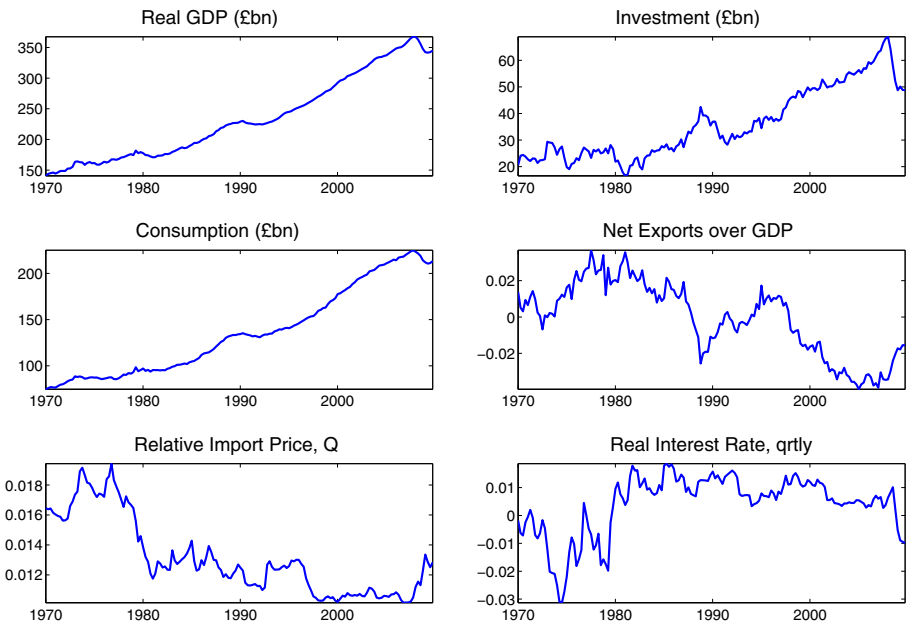 Real GDP (£bn)
350
300
250
200
150
1970 1980 1990 2000
Investment (£bn)
60
50
40
30
20
1970 1980 1990 2000
Consumption (£bn)
200
150
100
1970 1980 1990 2000
Net Exports over GDP
0.02
0
−0.02
1970 1980 1990 2000
Relative Import Price, Q
0.018
0.016
0.014
0.012
1970 1980 1990 2000
Real Interest Rate, qrtly
0.01
0
−0.01
−0.02
−0.03
1970 1980 1990 2000